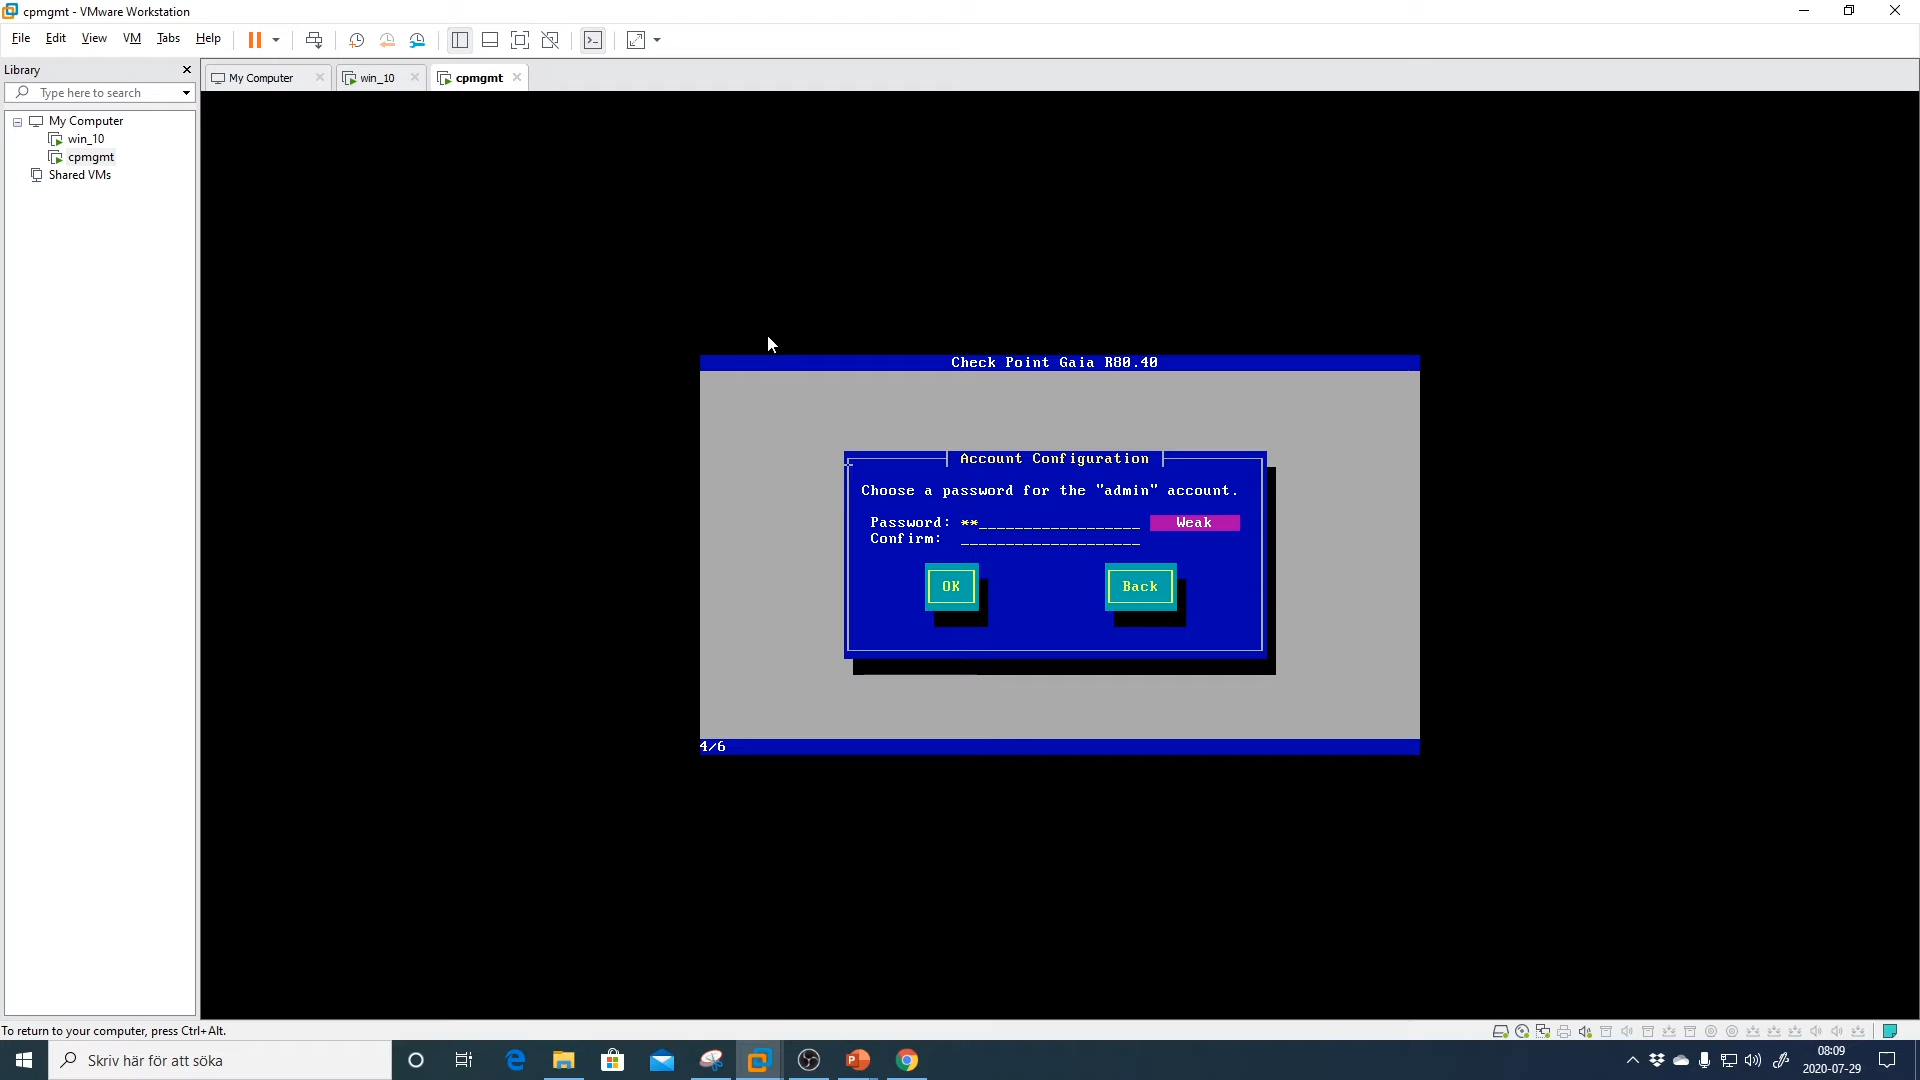 cpmgmt - VMware Workstation
File Edit View VM Tabs Help
Library
My Computer win_10 cpmgmt
Type here to search
My Computer
win_10
cpmgmt
Shared VMs
Check Point Gaia R80.40
Account Configuration
Choose a password for the "admin" account.
Password: **__________________ Weak
Confirm: ____________________
OK Back
4/6
To return to your computer, press Ctrl+Alt.
Skriv här för att söka
08:09
2020-07-29